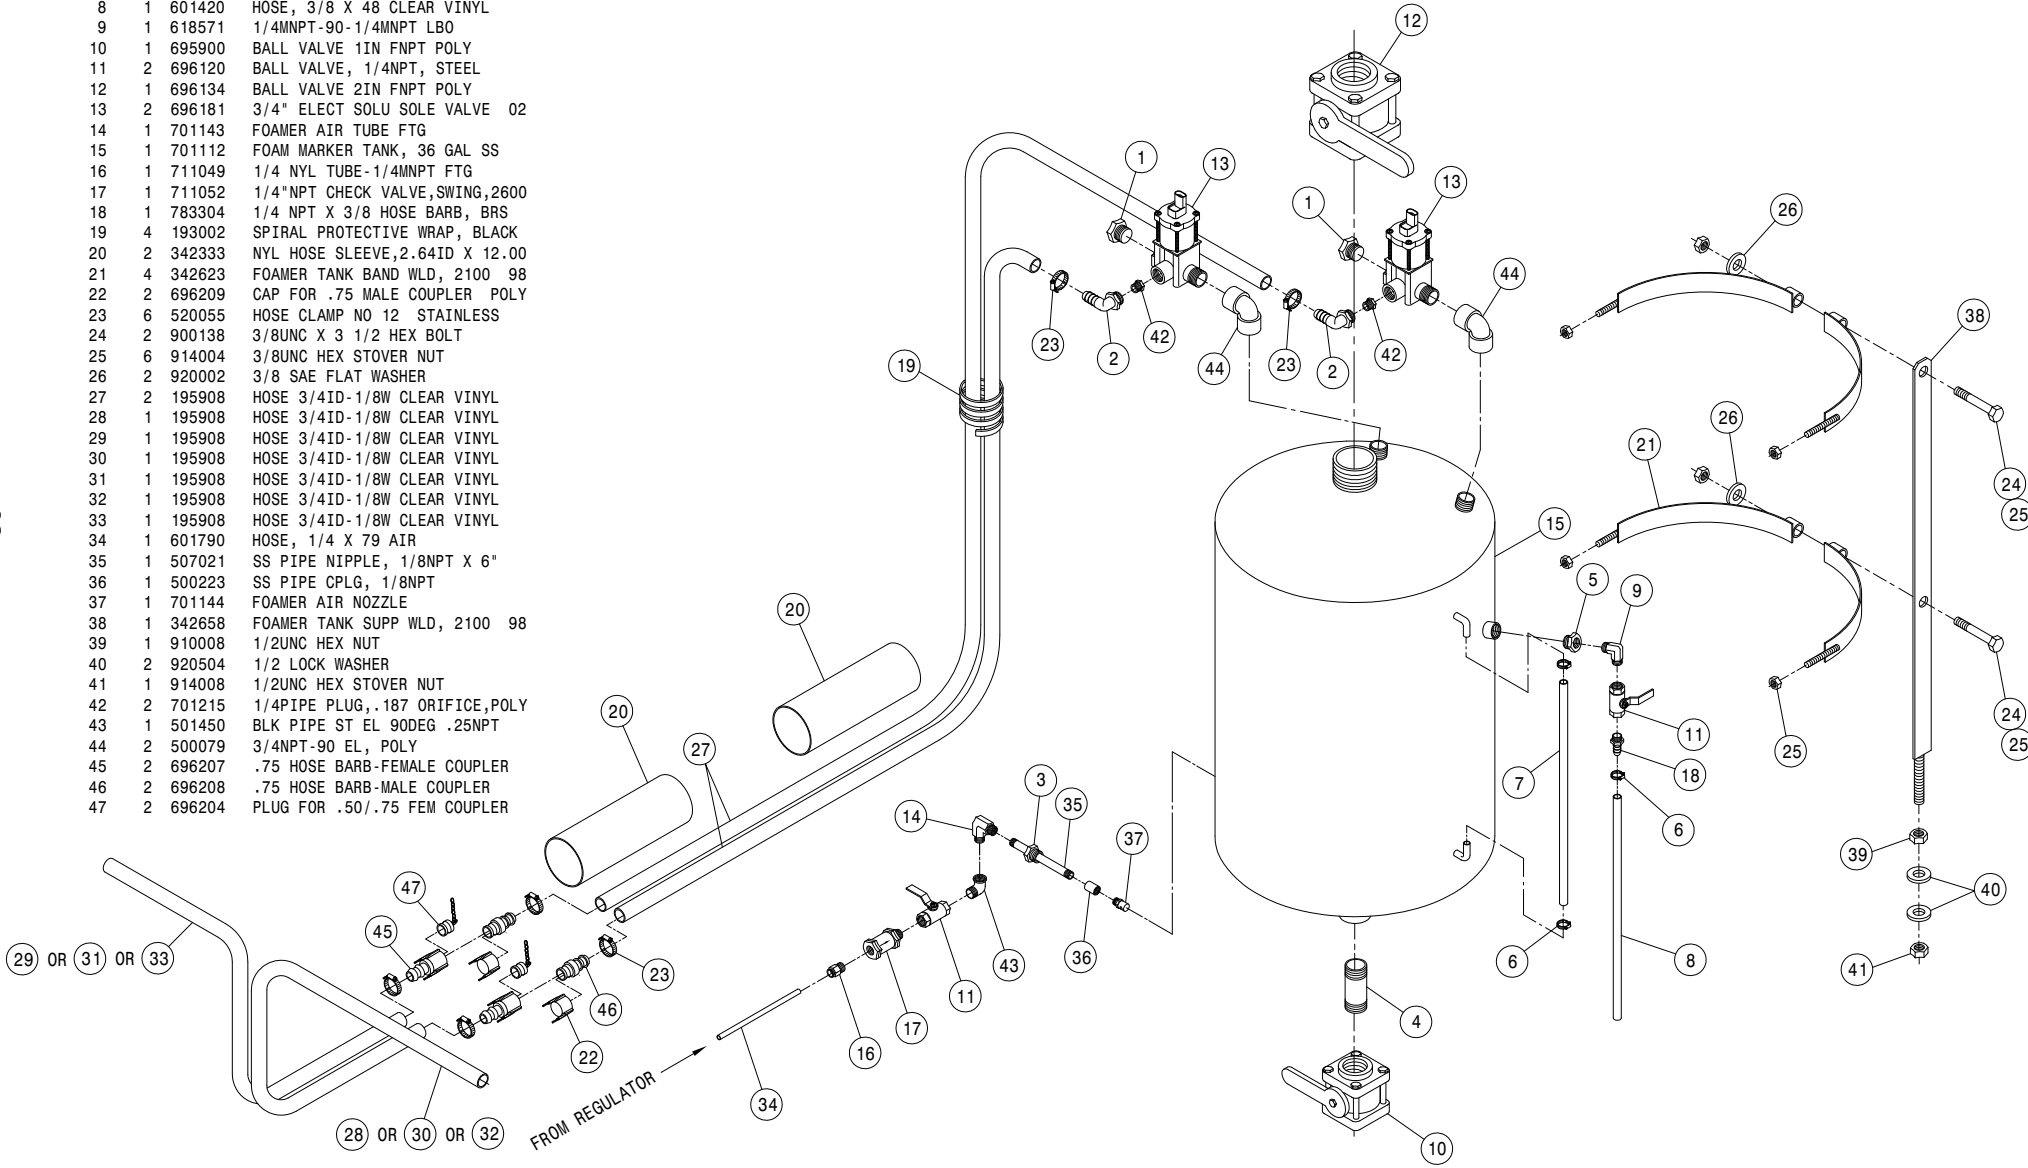 8 1 601420 HOSE, 3/8 X 48 CLEAR VINYL
9 1 618571 1/4MNPT-90-1/4MNPT LBO
10 1 695900 BALL VALVE 1IN FNPT POLY
11 2 696120 BALL VALVE, 1/4NPT, STEEL
12 1 696134 BALL VALVE 2IN FNPT POLY
13 2 696181 3/4" ELECT SOLU SOLE VALVE 02
14 1 701143 FOAMER AIR TUBE FTG
15 1 701112 FOAM MARKER TANK, 36 GAL SS
16 1 711049 1/4 NYL TUBE-1/4MNPT FTG
17 1 711052 1/4"NPT CHECK VALVE,SWING,2600
18 1 783304 1/4 NPT X 3/8 HOSE BARB, BRS
19 4 193002 SPIRAL PROTECTIVE WRAP, BLACK
20 2 342333 NYL HOSE SLEEVE,2.64ID X 12.00
21 4 342623 FOAMER TANK BAND WLD, 2100 98
22 2 696209 CAP FOR .75 MALE COUPLER POLY
23 6 520055 HOSE CLAMP NO 12 STAINLESS
24 2 900138 3/8UNC X 3 1/2 HEX BOLT
25 6 914004 3/8UNC HEX STOVER NUT
26 2 920002 3/8 SAE FLAT WASHER
27 2 195908 HOSE 3/4ID-1/8W CLEAR VINYL
28 1 195908 HOSE 3/4ID-1/8W CLEAR VINYL
29 1 195908 HOSE 3/4ID-1/8W CLEAR VINYL
30 1 195908 HOSE 3/4ID-1/8W CLEAR VINYL
31 1 195908 HOSE 3/4ID-1/8W CLEAR VINYL
32 1 195908 HOSE 3/4ID-1/8W CLEAR VINYL
33 1 195908 HOSE 3/4ID-1/8W CLEAR VINYL
34 1 601790 HOSE, 1/4 X 79 AIR
35 1 507021 SS PIPE NIPPLE, 1/8NPT X 6"
36 1 500223 SS PIPE CPLG, 1/8NPT
37 1 701144 FOAMER AIR NOZZLE
38 1 342658 FOAMER TANK SUPP WLD, 2100 98
39 1 910008 1/2UNC HEX NUT
40 2 920504 1/2 LOCK WASHER
41 1 914008 1/2UNC HEX STOVER NUT
42 2 701215 1/4PIPE PLUG,.187 ORIFICE,POLY
43 1 501450 BLK PIPE ST EL 90DEG .25NPT
44 2 500079 3/4NPT-90 EL, POLY
45 2 696207 .75 HOSE BARB-FEMALE COUPLER
46 2 696208 .75 HOSE BARB-MALE COUPLER
47 2 696204 PLUG FOR .50/.75 FEM COUPLER
12
1
13
1
13
26
44
38
23
2
42
44
23
2
42
19
26
21
24
25
15
5
9
20
20
27
24
25
25
11
7
18
3
35
14
37
6
39
40
47
45
29 OR 31 OR 33
23
46
22
43
36
11
17
16
34
6
8
41
4
10
28 OR 30 OR 32
FROM REGULATOR